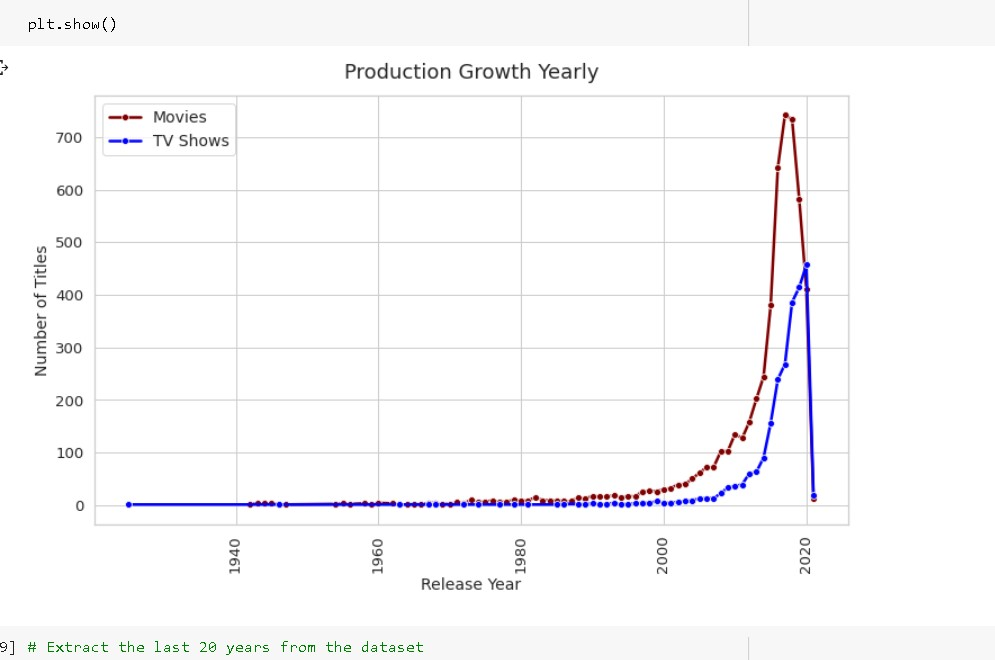 plt.show()
Production Growth Yearly
Movies
TV Shows
700
600
500
400
300
200
100
0
Number of Titles
1940
1960
1980
2000
2020
Release Year
9] # Extract the last 20 years from the dataset